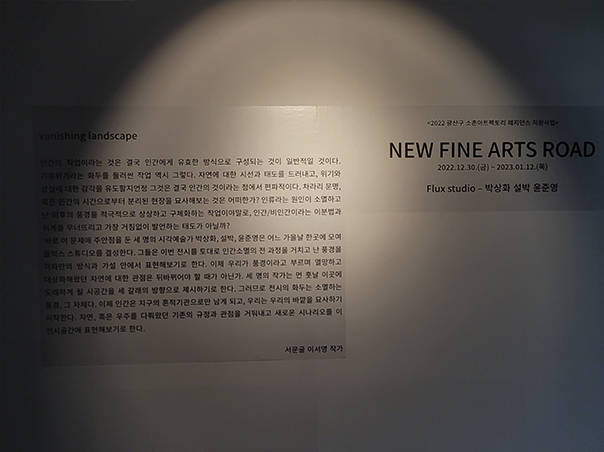 vanishing landscape
인간의 작업이라는 것은 결국 인간에게 유효한 방식으로 구성되는 것이 일반적일 것이다.
기후위기라는 화두를 둘러싼 작업 역시 그렇다. 자연에 대한 시선과 태도를 드러내고, 위기와
상실에 대한 감각을 유도할지언정 그것은 결국 인간의 것이라는 점에서 편파적이다. 차라리 문명,
혹은 인간의 시간으로부터 분리된 현장을 묘사해보는 것은 어떠한가? 인류라는 원인이 소멸하고
난 이후의 풍경을 적극적으로 상상하고 구체화하는 작업이야말로, 인간/비인간이라는 이분법과
위계를 무너뜨리고 가장 거침없이 발언하는 태도가 아닐까?
바로 이 문제에 주안점을 둔 세 명의 시각예술가 박상화, 설박, 윤준영은 어느 가을날 한곳에 모여
플럭스 스튜디오를 결성한다. 그들은 이번 전시를 토대로 인간소멸의 전 과정을 거치고 난 풍경을
각자만의 방식과 가설 안에서 표현해보기로 한다. 이제 우리가 풍경이라고 부르며 열망하고
대상화해왔던 자연에 대한 관점은 뒤바뀌어야 할 때가 아닌가. 세 명의 작가는 먼 훗날 이곳에
도래하게 될 시공간을 세 갈래의 방향으로 제시하기로 한다. 그러므로 전시의 화두는 소멸하는
풍경, 그 자체다. 이제 인간은 지구의 흔적기관으로만 남게 되고, 우리는 우리의 바깥을 묘사하기
시작한다. 자연, 혹은 우주를 다뤄왔던 기존의 규정과 관점을 거둬내고 새로운 시나리오를 이
전시공간에 표현해보기로 한다.
서문글 이서영 작가
<2022 광산구 소촌아트팩토리 레지던스 지원사업>
NEW FINE ARTS ROAD
2022.12.30.(금) – 2023.01.12.(목)
Flux studio – 박상화 설박 윤준영